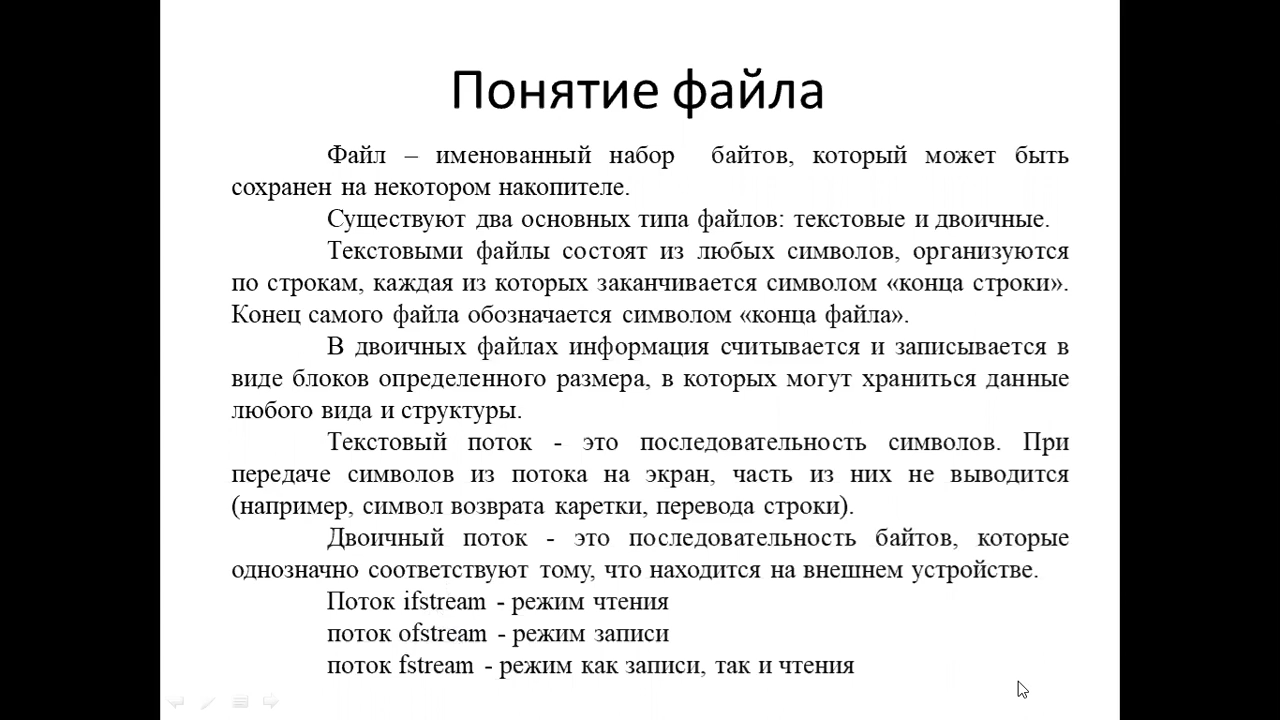 Понятие файла
Файл – именованный набор байтов, который может быть
сохранен на некотором накопителе.
Существуют два основных типа файлов: текстовые и двоичные.
Текстовыми файлы состоят из любых символов, организуются
по строкам, каждая из которых заканчивается символом «конца строки».
Конец самого файла обозначается символом «конца файла».
В двоичных файлах информация считывается и записывается в
виде блоков определенного размера, в которых могут храниться данные
любого вида и структуры.
Текстовый поток - это последовательность символов. При
передаче символов из потока на экран, часть из них не выводится
(например, символ возврата каретки, перевода строки).
Двоичный поток - это последовательность байтов, которые
однозначно соответствуют тому, что находится на внешнем устройстве.
Поток ifstream - режим чтения
поток ofstream - режим записи
поток fstream - режим как записи, так и чтения